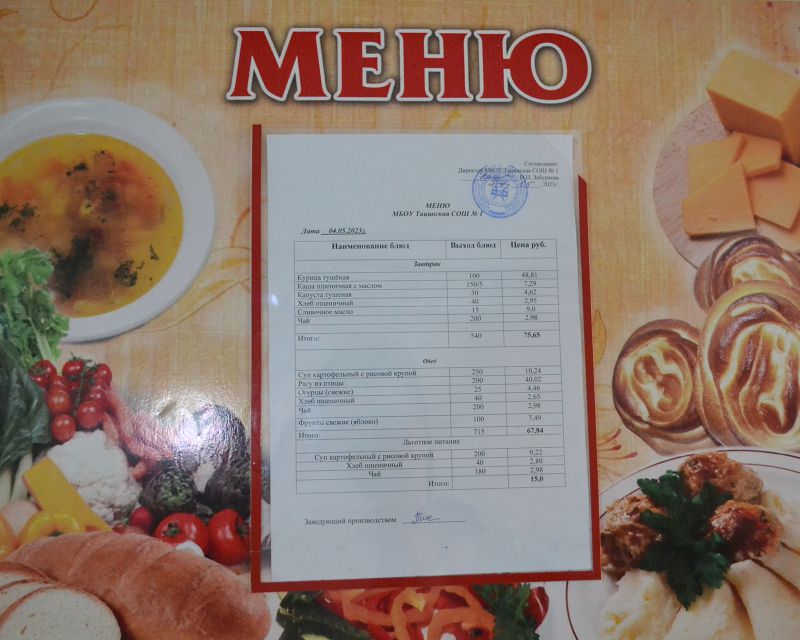 МЕНЮ
Согласовано:
Директор МБОУ Тацинская СОШ № 1
И.Н. Забураева
2023г.
МЕНЮ
МБОУ Тацинская СОШ № 1
Дата 04.05.2023г.
Наименование блюд Выход блюд Цена руб.
Завтрак
Курица тушёная 100 48,81
Каша пшеничная с маслом 150/5 7,29
Капуста тушеная 30 4,62
Хлеб пшеничный 40 2,95
Сливочное масло 15 9,0
Чай 200 2,98
Итого: 540 75,65
Обед
Суп картофельный с рисовой крупой 250 10,24
Рагу из птицы 200 40,02
Огурцы (свежие) 25 4,46
Хлеб пшеничный 40 2,65
Чай 200 2,98
Фрукты свежие (яблоко) 100 7,49
Итого: 715 67,84
Льготное питание
Суп картофельный с рисовой крупой 200 9,22
Хлеб пшеничный 40 2,80
Чай 180 2,98
Итого: 15,0
Заведующий производством